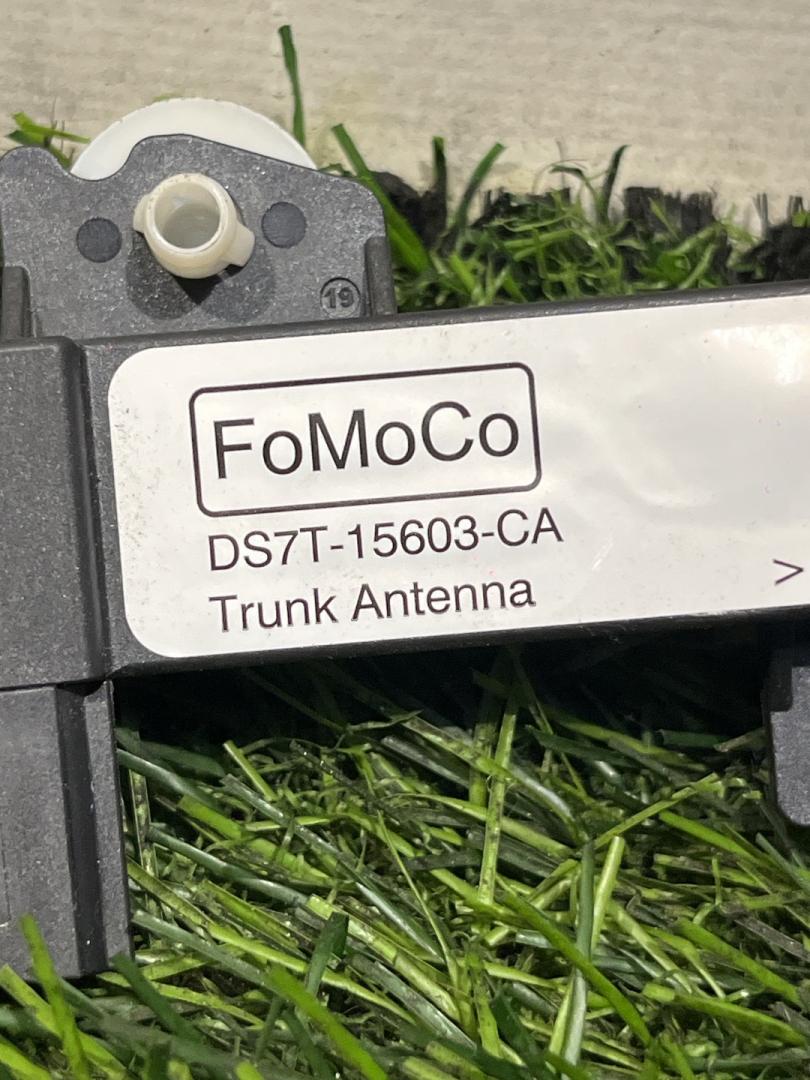 19
FoMoCo
DS7T-15603-CA
Trunk Antenna
>